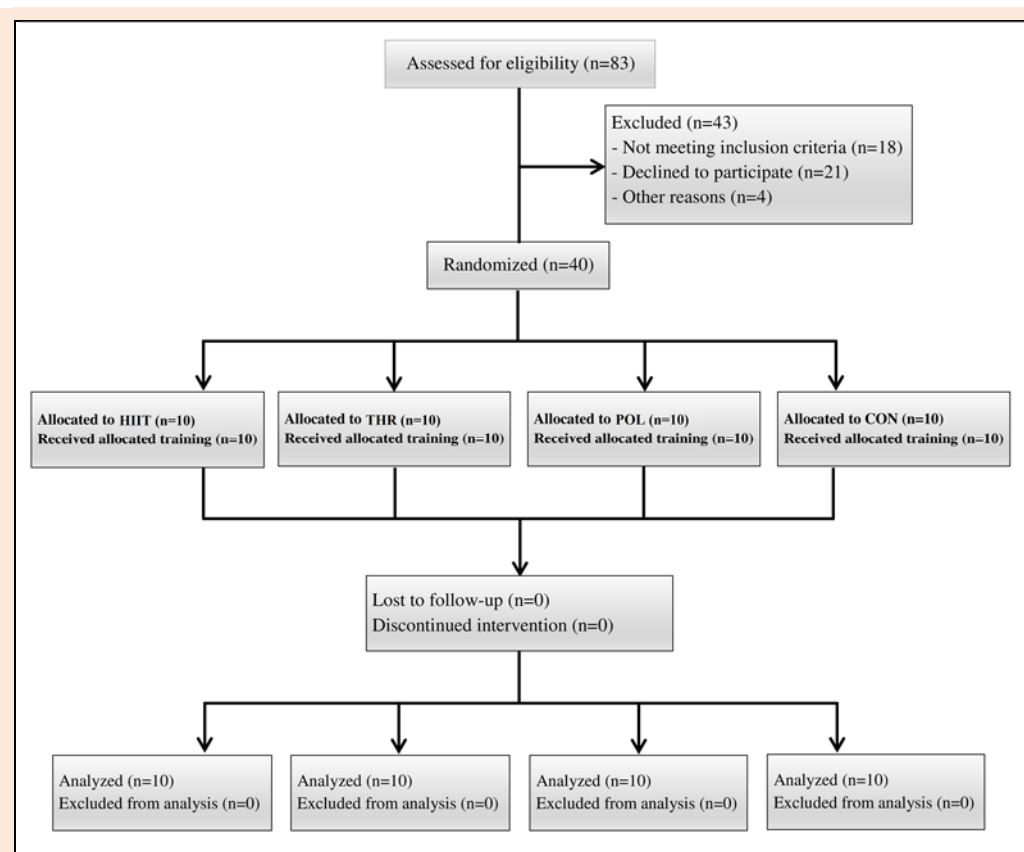 Assessed for eligibility (n=83)
Excluded (n=43)
- Not meeting inclusion criteria (n=18)
- Declined to participate (n=21)
- Other reasons (n=4)
Randomized (n=40)
Allocated to HIIT (n=10)
Received allocated training (n=10)
Allocated to THR (n=10)
Received allocated training (n=10)
Allocated to POL (n=10)
Received allocated training (n=10)
Allocated to CON (n=10)
Received allocated training (n=10)
Lost to follow-up (n=0)
Discontinued intervention (n=0)
Analyzed (n=10)
Excluded from analysis (n=0)
Analyzed (n=10)
Excluded from analysis (n=0)
Analyzed (n=10)
Excluded from analysis (n=0)
Analyzed (n=10)
Excluded from analysis (n=0)